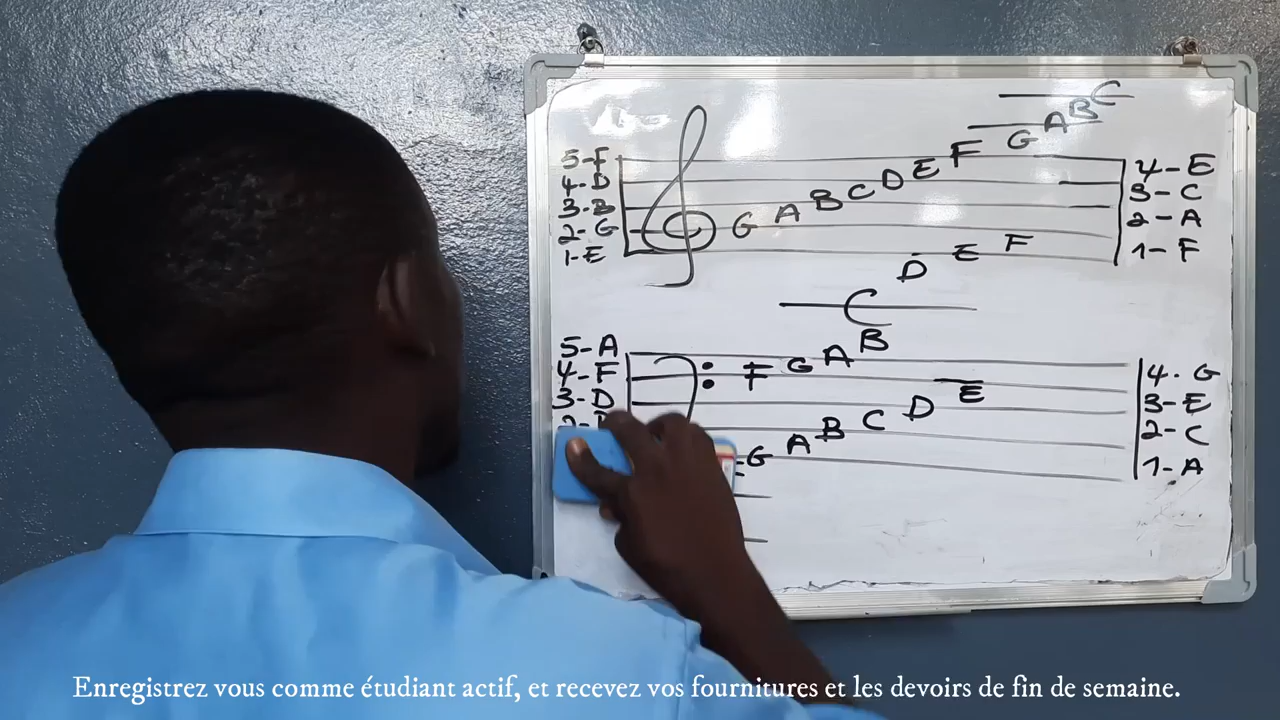 C
B
A
G
5-F
4-D
3-B
2-G
1-E
G A B C D E F
4-E
3-C
2-A
1-F
D E F
C
B
5-A
4-F
3-D
F G A
4. G
3-E
2-C
1-A
G A B C D E
Enregistrez vous comme étudiant actif, et recevez vos fournitures et les devoirs de fin de semaine.